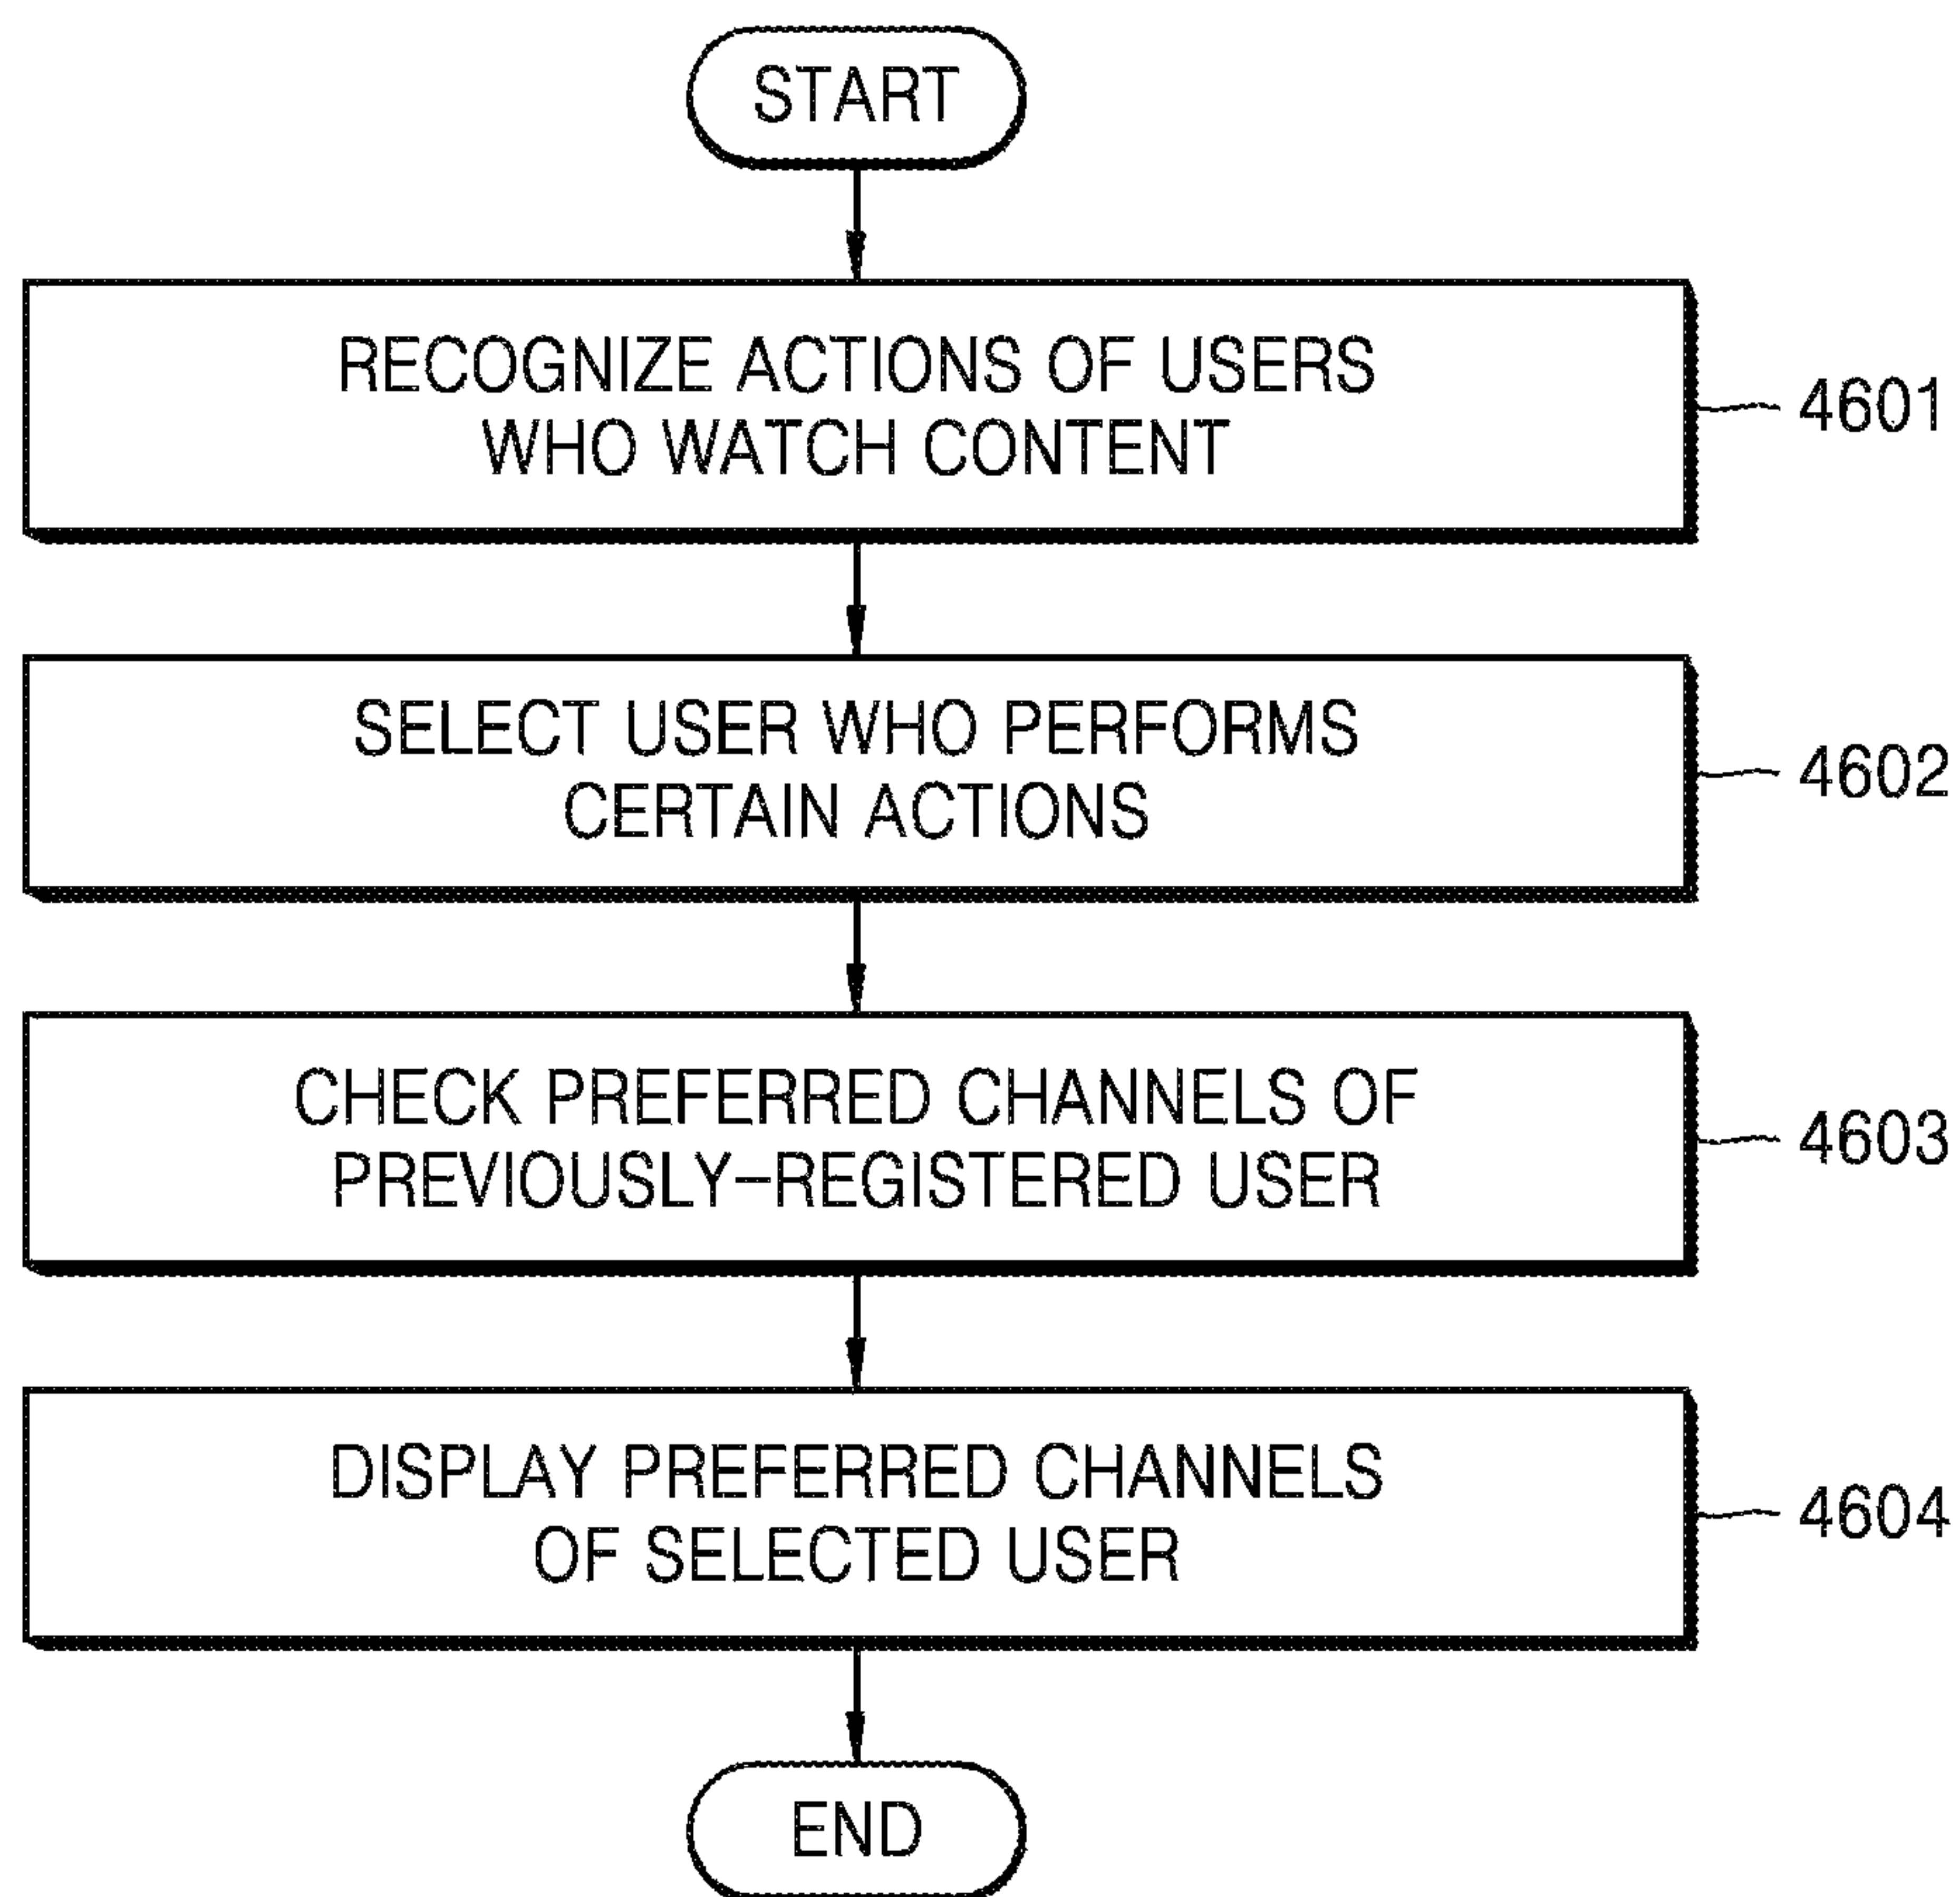 START
RECOGNIZE ACTIONS OF USERS
WHO WATCH CONTENT
4601
SELECT USER WHO PERFORMS
CERTAIN ACTIONS
4602
CHECK PREFERRED CHANNELS OF
PREVIOUSLY-REGISTERED USER
4603
DISPLAY PREFERRED CHANNELS
OF SELECTED USER
4604
END